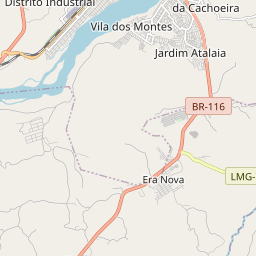 Distrito Industrial
da Cachoeira
Vila dos Montes
Jardim Atalaia
BR-116
LMG-
Era Nova